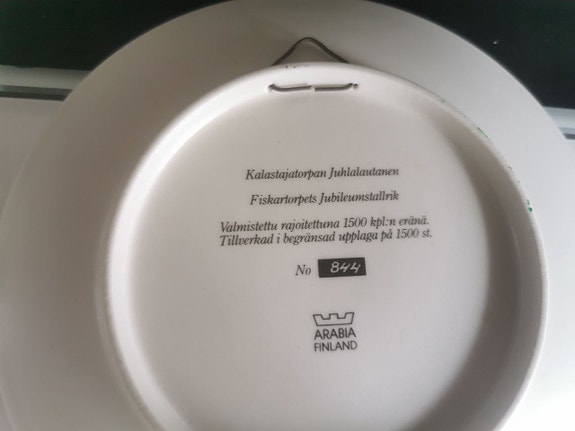 Kalastajatorpan Juhlalautanen
Fiskartorpets Jubileumstallrik
Valmistettu rajoitettuna 1500 kpl:n eränä.
Tillverkad i begränsad upplaga på 1500 st.
No 844
ARABIA
FINLAND